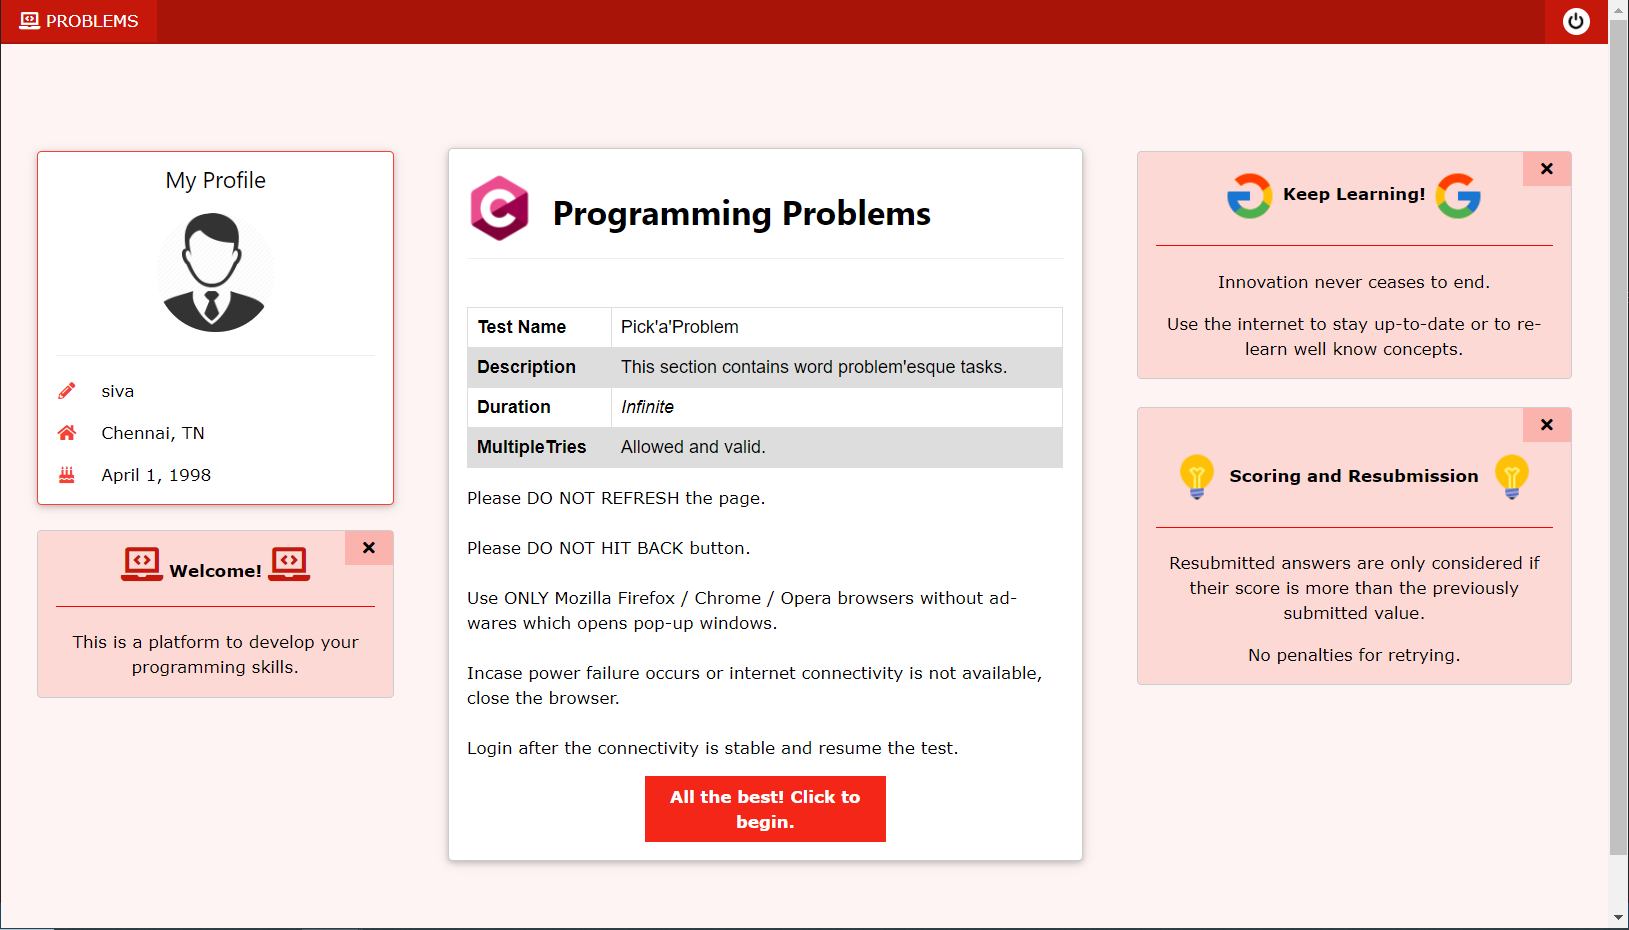 PROBLEMS
My Profile
siva
Chennai, TN
April 1, 1998
Welcome!
This is a platform to develop your
programming skills.
Programming Problems
Test Name Pick'a'Problem
Description This section contains word problem'esque tasks.
Duration Infinite
MultipleTries Allowed and valid.
Please DO NOT REFRESH the page.
Please DO NOT HIT BACK button.
Use ONLY Mozilla Firefox / Chrome / Opera browsers without ad-
wares which opens pop-up windows.
Incase power failure occurs or internet connectivity is not available,
close the browser.
Login after the connectivity is stable and resume the test.
All the best! Click to
begin.
Keep Learning!
Innovation never ceases to end.
Use the internet to stay up-to-date or to re-
learn well know concepts.
Scoring and Resubmission
Resubmitted answers are only considered if
their score is more than the previously
submitted value.
No penalties for retrying.